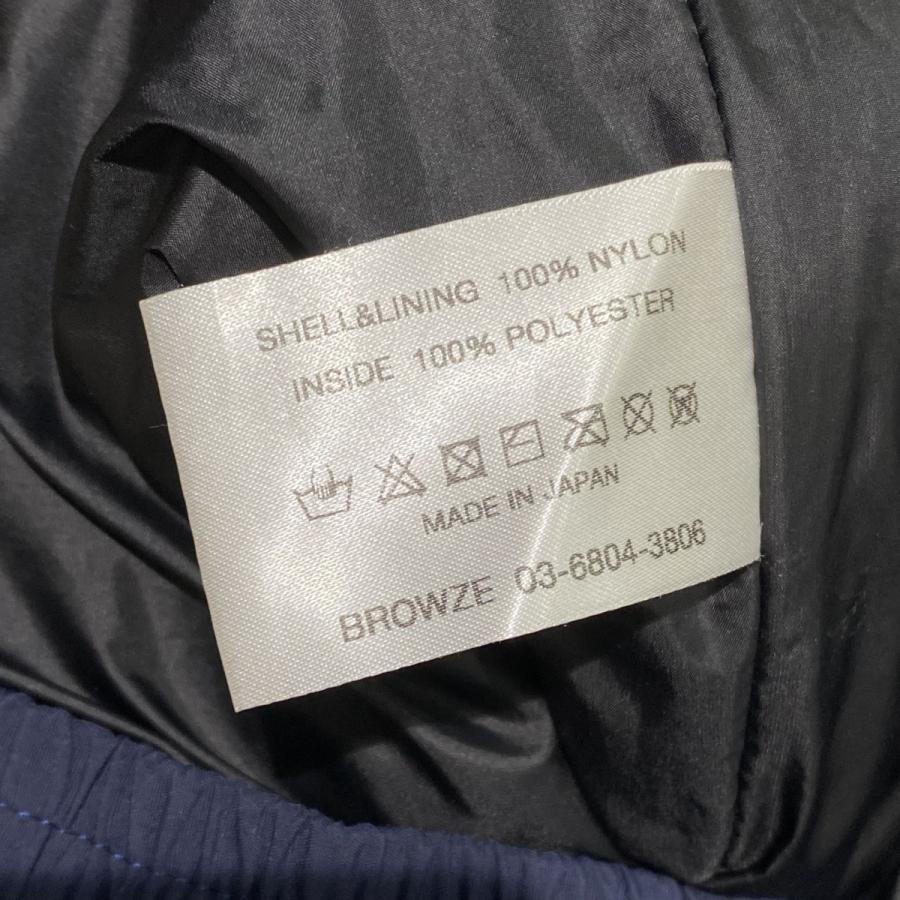 SHELL&LINING 100% NYLON
INSIDE 100% POLYESTER
MADE IN JAPAN
BROWZE 03-6804-3806